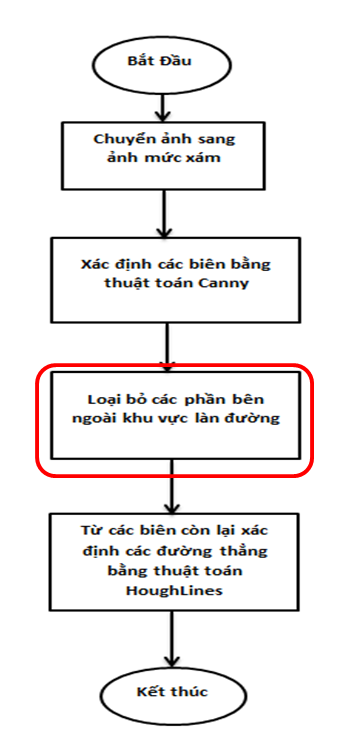 Bắt Đầu
Chuyển ảnh sang
ảnh mức xám
Xác định các biên bằng
thuật toán Canny
Loại bỏ các phần bên
ngoài khu vực làn đường
Từ các biên còn lại xác
định các đường thẳng
bằng thuật toán
HoughLines
Kết thúc